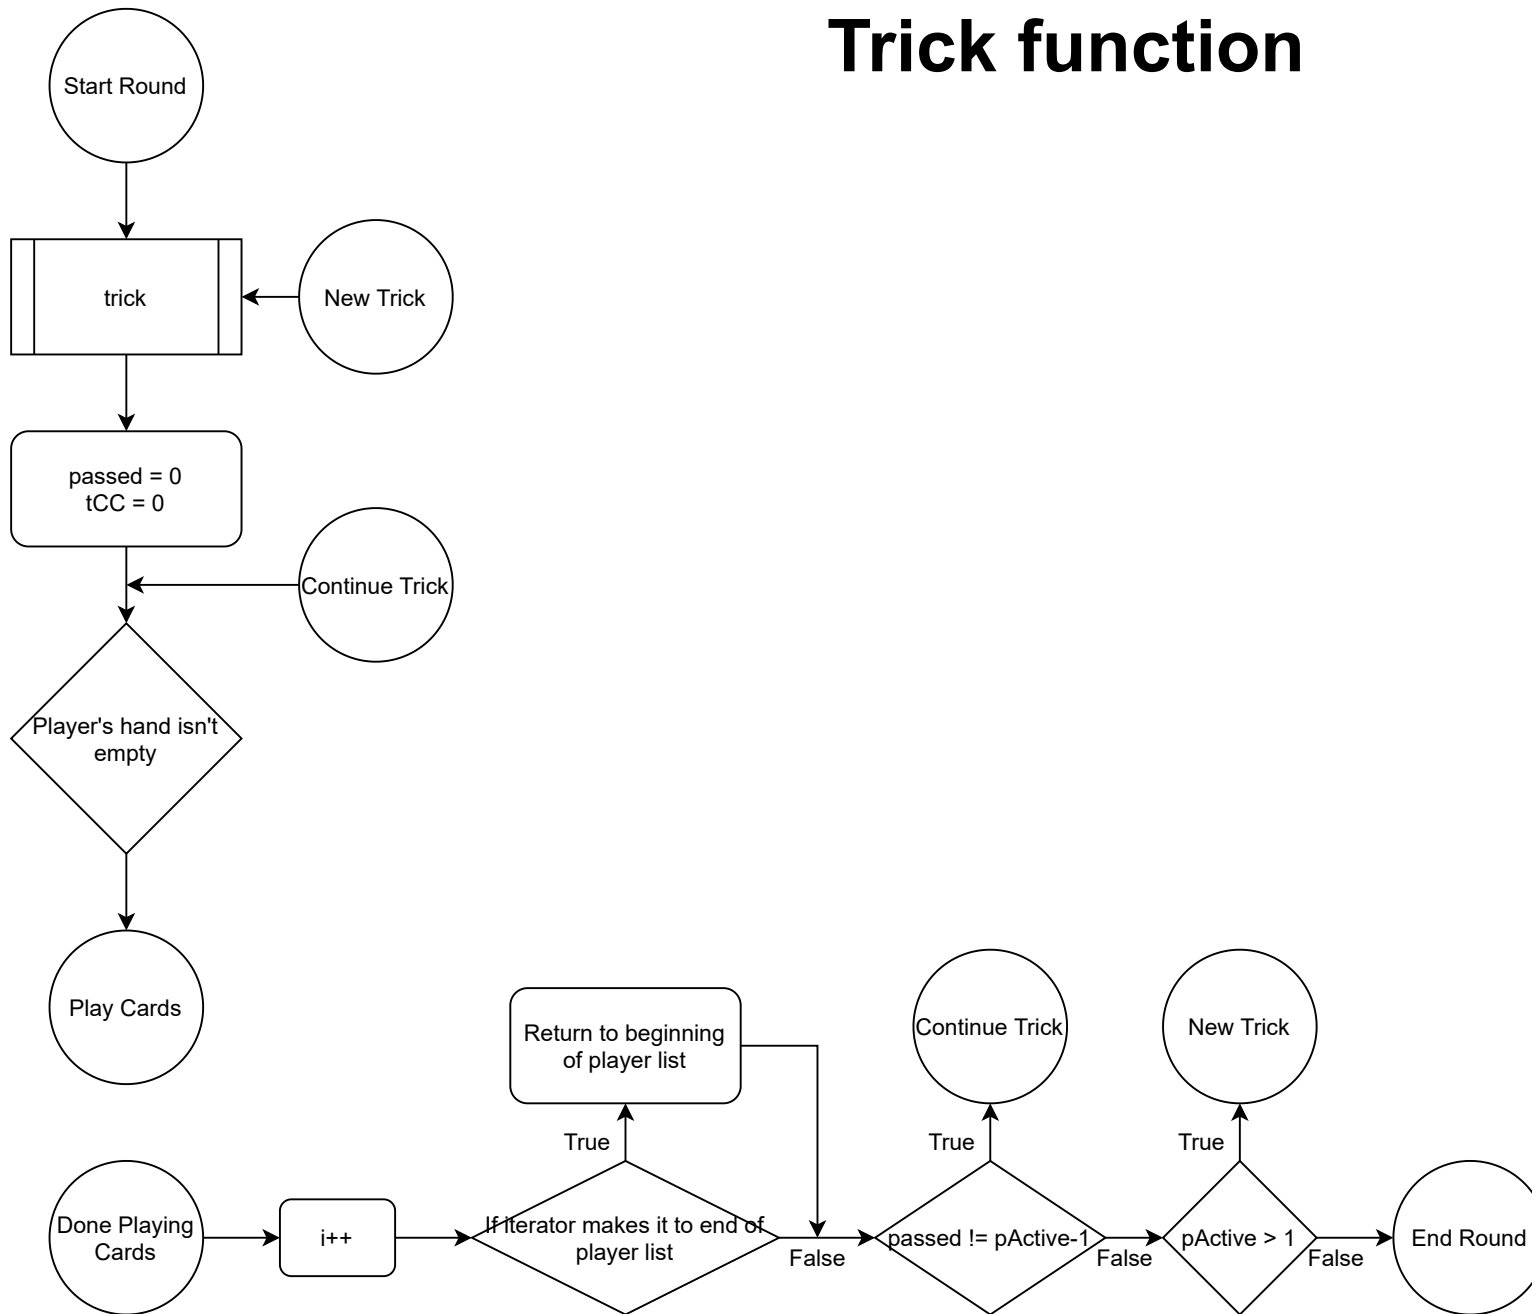 Trick function
Start Round
trick
New Trick
passed = 0
tCC = 0
Continue Trick
Player's hand isn't
empty
Play Cards
Return to beginning
of player list
Continue Trick
New Trick
True
True
True
Done Playing
Cards
i++
If iterator makes it to end of
player list
False
passed != pActive-1
False
pActive > 1
False
End Round